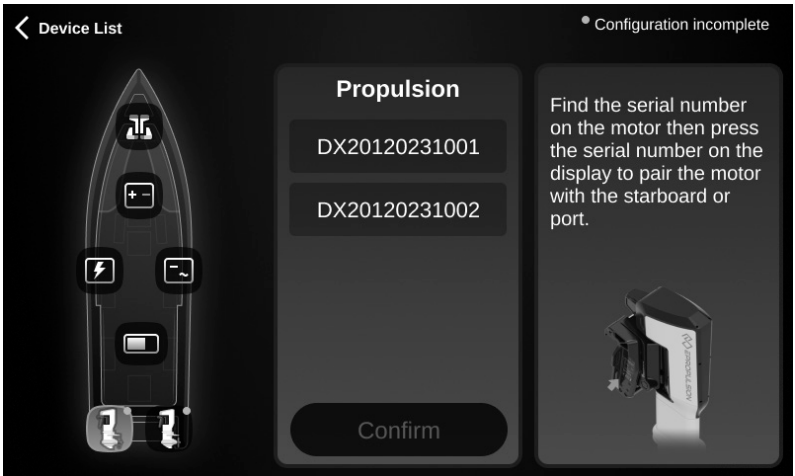 Device List
Configuration incomplete
Propulsion
DX20120231001
DX20120231002
Confirm
Find the serial number
on the motor then press
the serial number on the
display to pair the motor
with the starboard or
port.
EPROPULSION